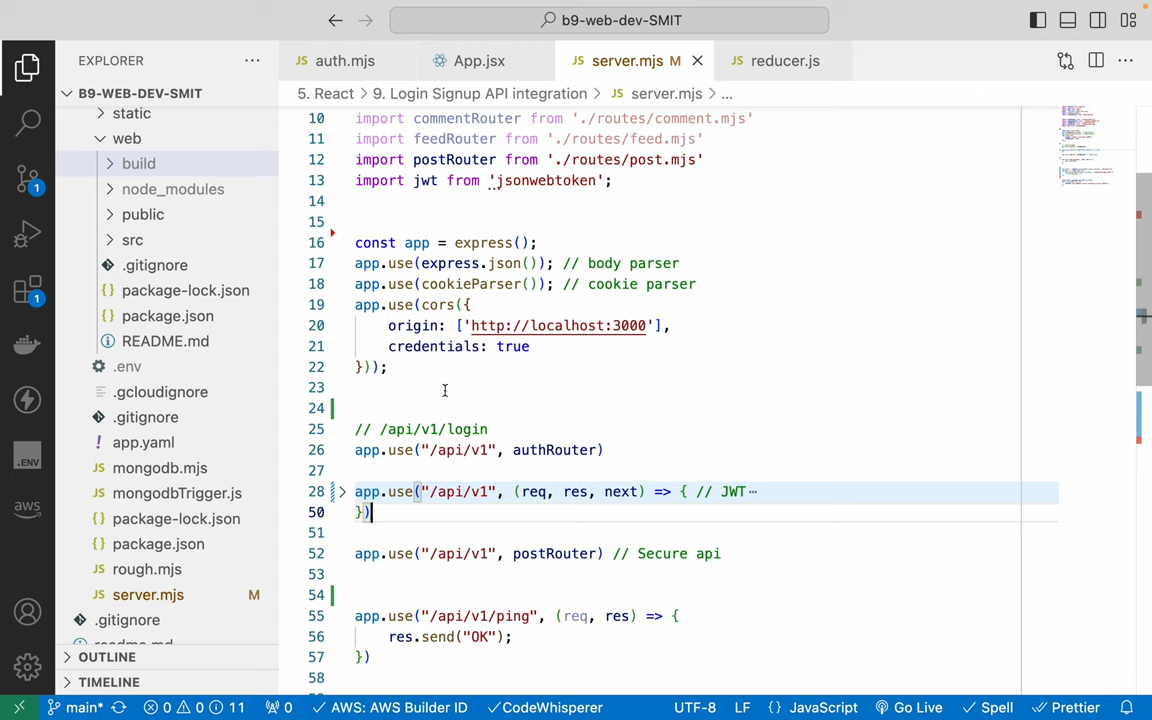 b9-web-dev-SMIT
EXPLORER
B9-WEB-DEV-SMIT
static
web
build
node_modules
public
src
.gitignore
package-lock.json
package.json
README.md
.env
.gcloudignore
.gitignore
app.yaml
mongodb.mjs
mongodbTrigger.js
package-lock.json
package.json
rough.mjs
server.mjs M
.gitignore
OUTLINE
TIMELINE
JS auth.mjs
App.jsx
JS server.mjs M
JS reducer.js
5. React > 9. Login Signup API integration > JS server.mjs > ...
10 import commentRouter from './routes/comment.mjs'
11 import feedRouter from './routes/feed.mjs'
12 import postRouter from './routes/post.mjs'
13 import jwt from 'jsonwebtoken';
14
15
16 const app = express();
17 app.use(express.json()); // body parser
18 app.use(cookieParser()); // cookie parser
19 app.use(cors({
20 origin: ['http://localhost:3000'],
21 credentials: true
22 }));
23
24
25 // /api/v1/login
26 app.use("/api/v1", authRouter)
27
28 app.use("/api/v1", (req, res, next) => { // JWT ⋯
50 })
51
52 app.use("/api/v1", postRouter) // Secure api
53
54
55 app.use("/api/v1/ping", (req, res) => {
56 res.send("OK");
57 })
58
main* 0 0 11 0 AWS: AWS Builder ID CodeWhisperer UTF-8 LF {} JavaScript Go Live Spell Prettier